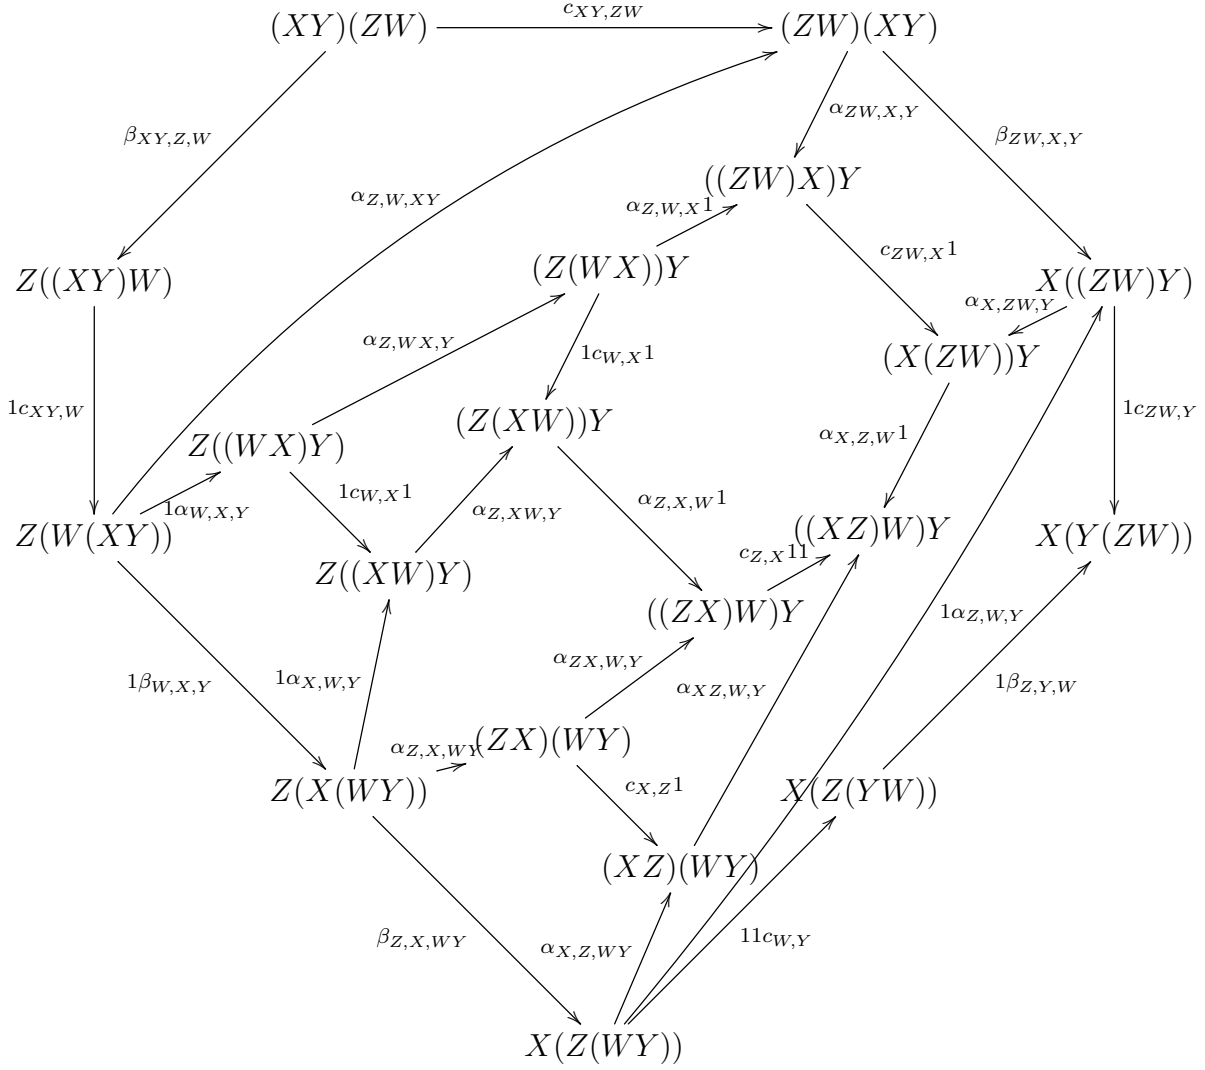 c_{XY,ZW}
(XY)(ZW) (ZW)(XY)
α_{ZW,X,Y}
β_{XY,Z,W} β_{ZW,X,Y}
((ZW)X)Y
α_{Z,W,XY} α_{Z,W,X}1
c_{ZW,X}1
(Z(WX))Y
Z((XY)W) X((ZW)Y)
α_{X,ZW,Y}
α_{Z,WX,Y} 1c_{W,X}1
(X(ZW))Y
1c_{XY,W} 1c_{ZW,Y}
(Z(XW))Y
α_{X,Z,W}1
Z((WX)Y)
1c_{W,X}1 α_{Z,X,W}1
1α_{W,X,Y} α_{Z,XW,Y}
Z(W(XY)) ((XZ)W)Y X(Y(ZW))
c_{Z,X}11
Z((XW)Y)
((ZX)W)Y 1α_{Z,W,Y}
α_{ZX,W,Y}
1β_{W,X,Y} 1α_{X,W,Y} α_{XZ,W,Y} 1β_{Z,Y,W}
α_{Z,X,WY} (ZX)(WY)
Z(X(WY)) c_{X,Z}1 X(Z(YW))
(XZ)(WY)
β_{Z,X,WY} α_{X,Z,WY} 11c_{W,Y}
X(Z(WY))